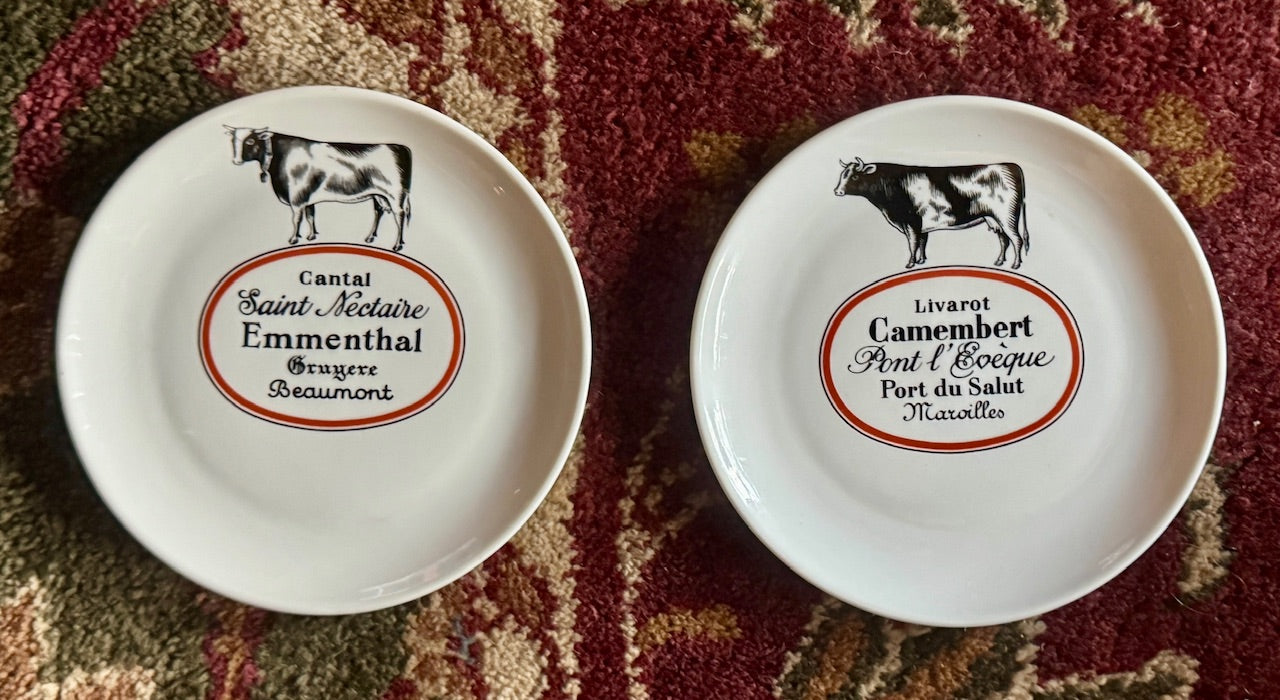 Cantal
Saint Nectaire
Emmenthal
Gruyere
Beaumont
Livarot
Camembert
Pont l'Evèque
Port du Salut
Maroilles